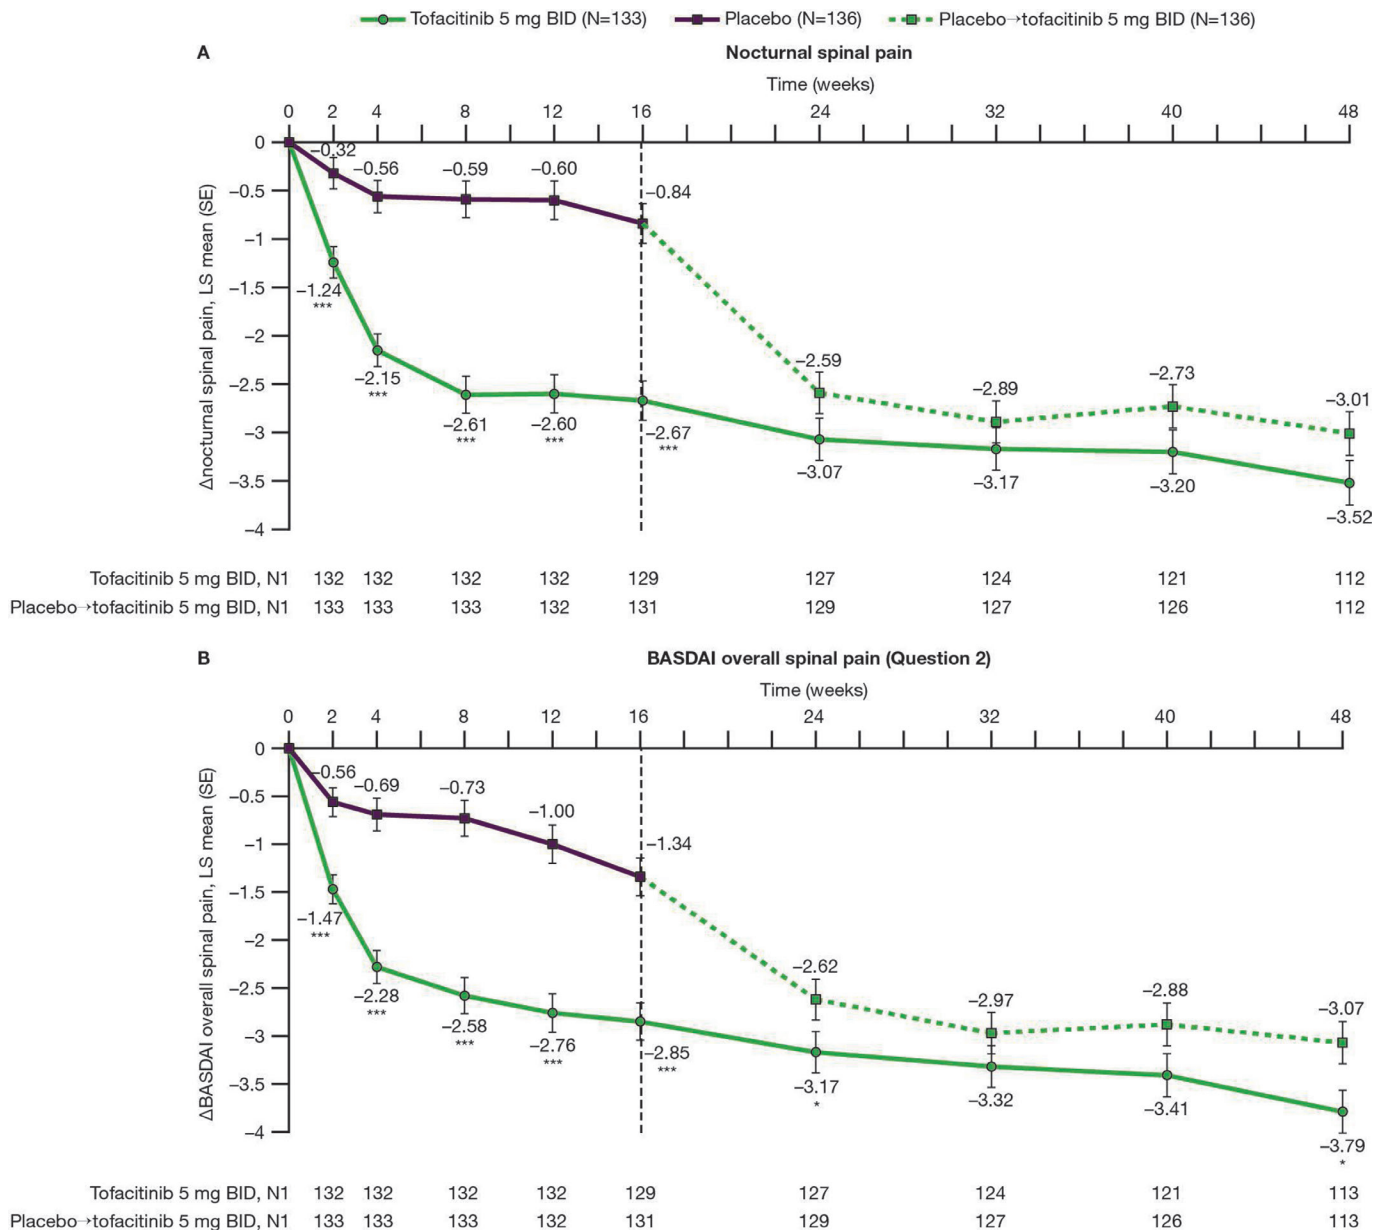 Tofacitinib 5 mg BID (N=133) Placebo (N=136) Placebo→tofacitinib 5 mg BID (N=136)
A Nocturnal spinal pain
Time (weeks)
0 2 4 8 12 16 24 32 40 48
Δnocturnal spinal pain, LS mean (SE)
0
–0.5
–1
–1.5
–2
–2.5
–3
–3.5
–4
–0.32 –0.56 –0.59 –0.60 –0.84
–2.59 –2.89 –2.73 –3.01
–1.24 –2.15 –2.61 –2.60 –2.67 –3.07 –3.17 –3.20 –3.52
*** *** *** *** ***
Tofacitinib 5 mg BID, N1 132 132 132 132 129 127 124 121 112
Placebo→tofacitinib 5 mg BID, N1 133 133 133 132 131 129 127 126 112
B BASDAI overall spinal pain (Question 2)
Time (weeks)
0 2 4 8 12 16 24 32 40 48
ΔBASDAI overall spinal pain, LS mean (SE)
0
–0.5
–1
–1.5
–2
–2.5
–3
–3.5
–4
–0.56 –0.69 –0.73 –1.00 –1.34
–2.62 –2.97 –2.88 –3.07
–1.47 –2.28 –2.58 –2.76 –2.85 –3.17 –3.32 –3.41 –3.79
*** *** *** *** *** * *
Tofacitinib 5 mg BID, N1 132 132 132 132 129 127 124 121 113
Placebo→tofacitinib 5 mg BID, N1 133 133 133 132 131 129 127 126 113